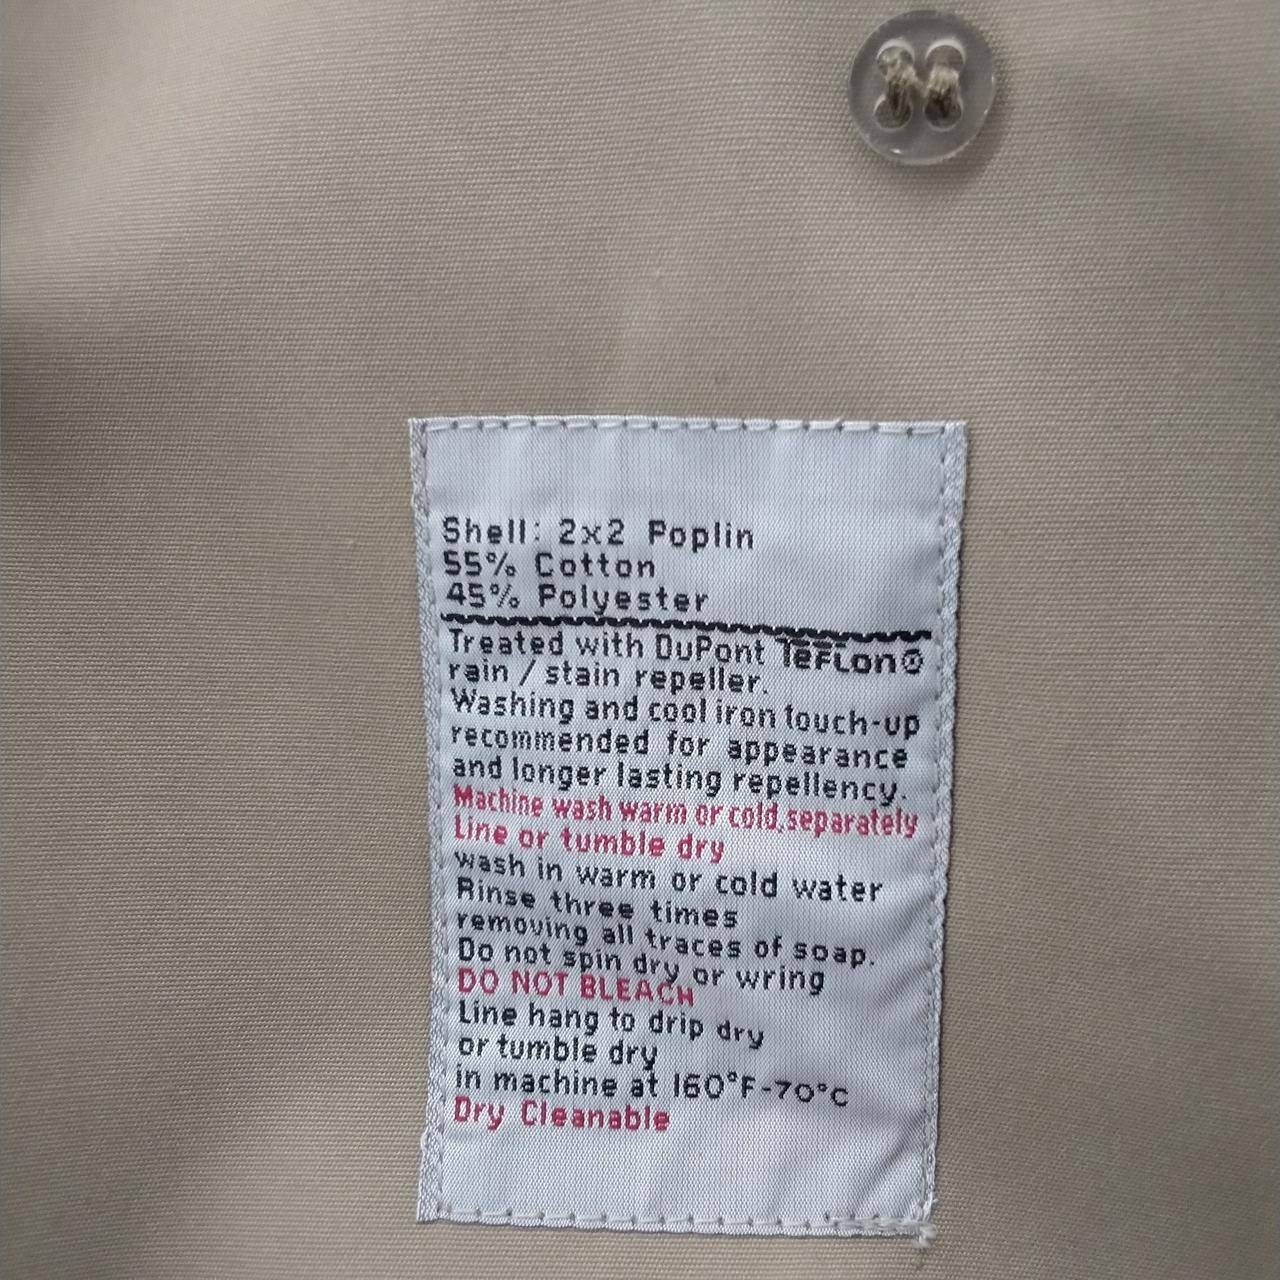 Shell: 2x2 Poplin
55% Cotton
45% Polyester
Treated with DuPont TEFLon®
rain / stain repeller.
Washing and cool iron touch-up
recommended for appearance
and longer lasting repellency.
Machine wash warm or cold,separately
Line or tumble dry
wash in warm or cold water
Rinse three times
removing all traces of soap.
Do not spin dry or wring
DO NOT BLEACH
Line hang to drip dry
or tumble dry
in machine at 160°F-70°C
Dry Cleanable